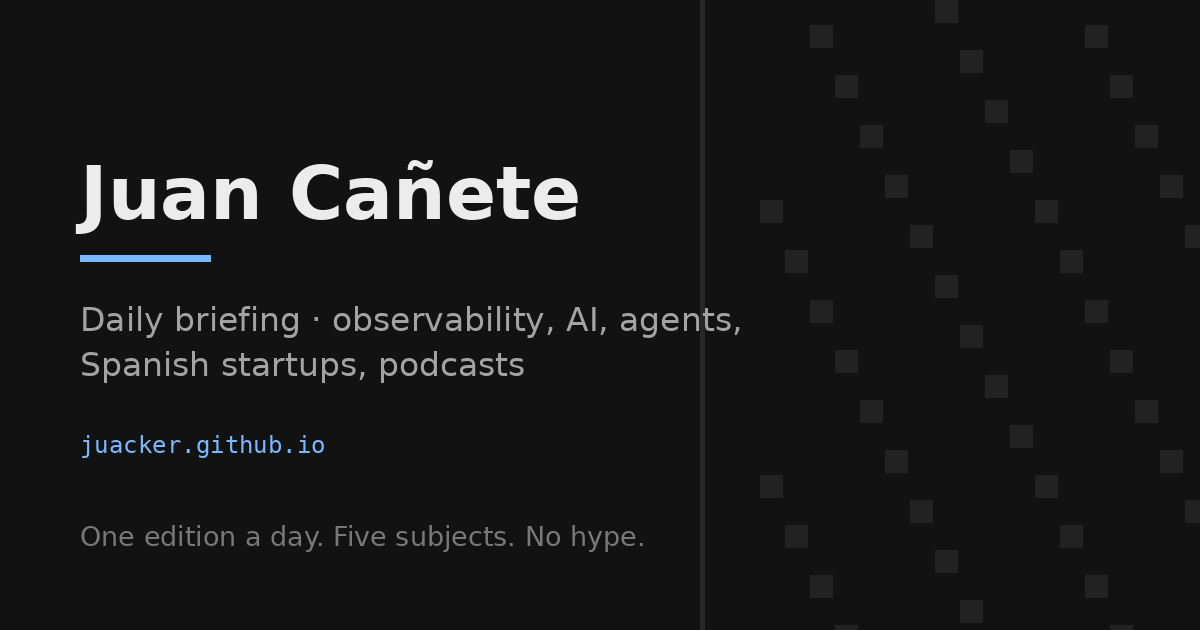 Juan Cañete
Daily briefing · observability, AI, agents,
Spanish startups, podcasts
juacker.github.io
One edition a day. Five subjects. No hype.